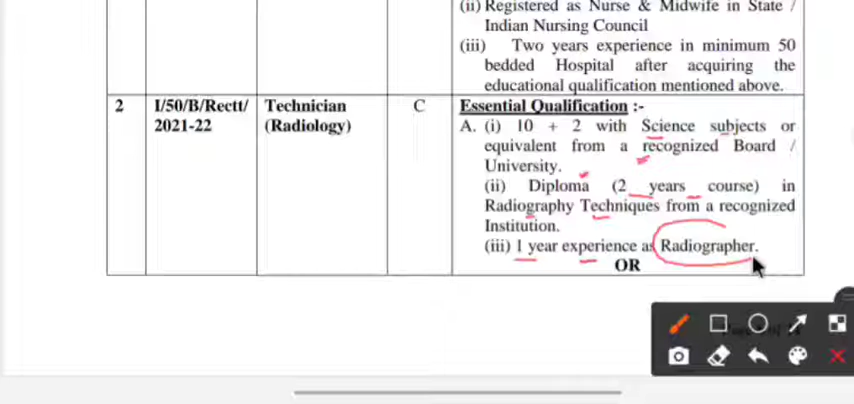 (ii) Registered as Nurse & Midwife in State /
Indian Nursing Council
(iii) Two years experience in minimum 50
bedded Hospital after acquiring the
educational qualification mentioned above.
2 I/50/B/Rectt/ Technician C Essential Qualification :-
2021-22 (Radiology) A. (i) 10 + 2 with Science subjects or
equivalent from a recognized Board /
University.
(ii) Diploma (2 years course) in
Radiography Techniques from a recognized
Institution.
(iii) 1 year experience as Radiographer.
OR